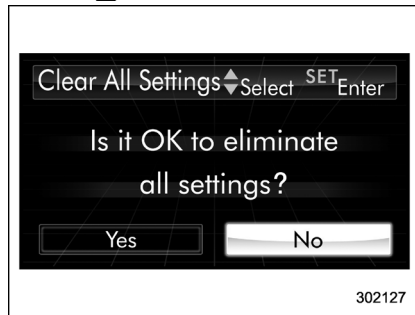 Clear All Settings Select SET Enter
Is it OK to eliminate
all settings?
Yes No
302127